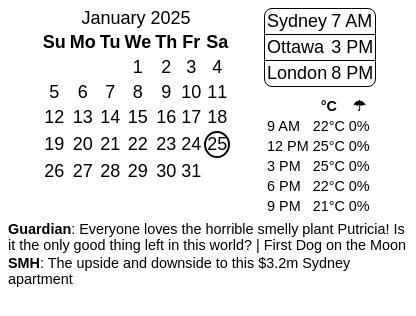 January 2025
Su Mo Tu We Th Fr Sa
1 2 3 4
5 6 7 8 9 10 11
12 13 14 15 16 17 18
19 20 21 22 23 24 25
26 27 28 29 30 31
Sydney 7 AM
Ottawa 3 PM
London 8 PM
°C ☂
9 AM 22°C 0%
12 PM 25°C 0%
3 PM 25°C 0%
6 PM 22°C 0%
9 PM 21°C 0%
Guardian: Everyone loves the horrible smelly plant Putricia! Is
it the only good thing left in this world? | First Dog on the Moon
SMH: The upside and downside to this $3.2m Sydney
apartment